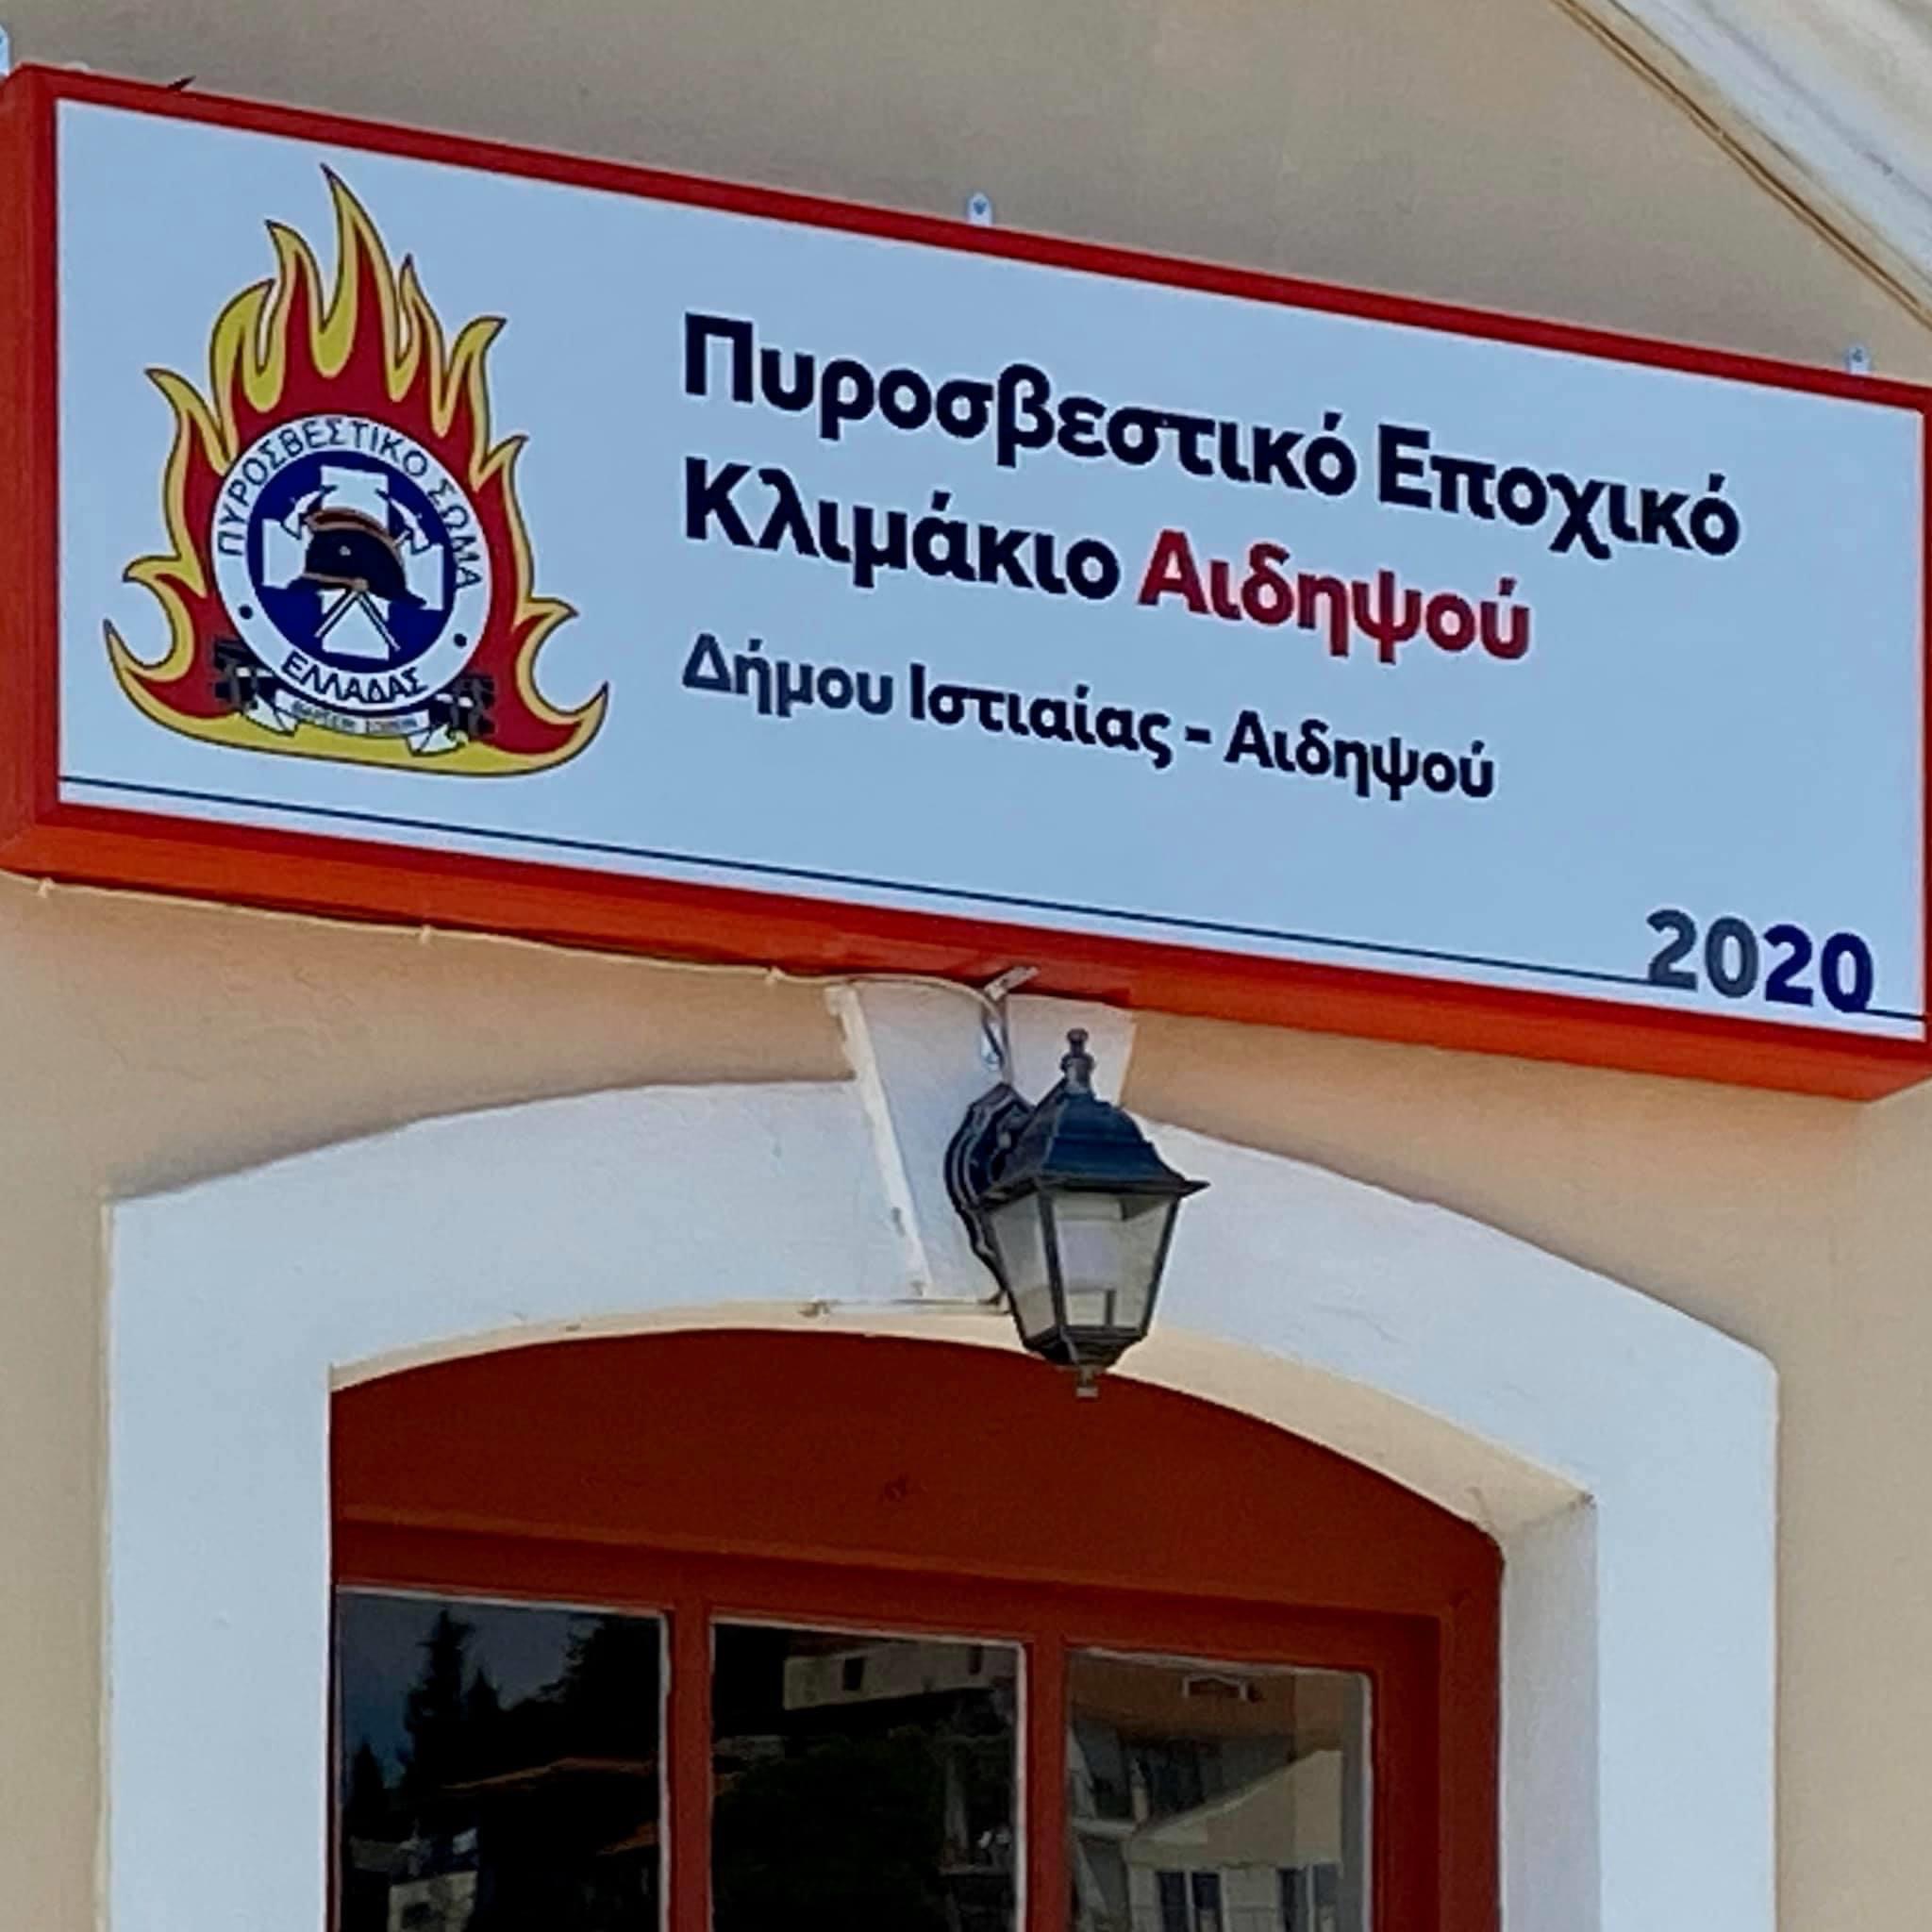 ΠΥΡΟΣΒΕΣΤΙΚΟ ΣΩΜΑ
ΕΛΛΑΔΑΣ
Πυροσβεστικό Εποχικό
Κλιμάκιο Αιδηψού
Δήμου Ιστιαίας - Αιδηψού
2020